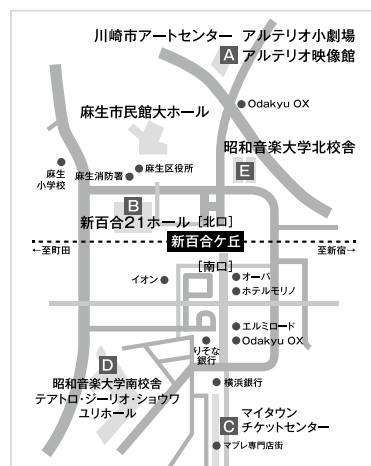 川崎市アートセンター アルテリオ小劇場
A アルテリオ映像館
Odakyu OX
麻生市民館大ホール
昭和音楽大学北校舎
E
麻生
小学校
麻生消防署
麻生区役所
B
新百合21ホール
[北口]
新百合ケ丘
←至町田
至新宿→
[南口]
イオン
オーパ
ホテルモリノ
エルミロード
Odakyu OX
りそな
銀行
D
昭和音楽大学南校舎
テアトロ・ジーリオ・ショウワ
ユリホール
横浜銀行
C マイタウン
チケットセンター
マプレ専門店街